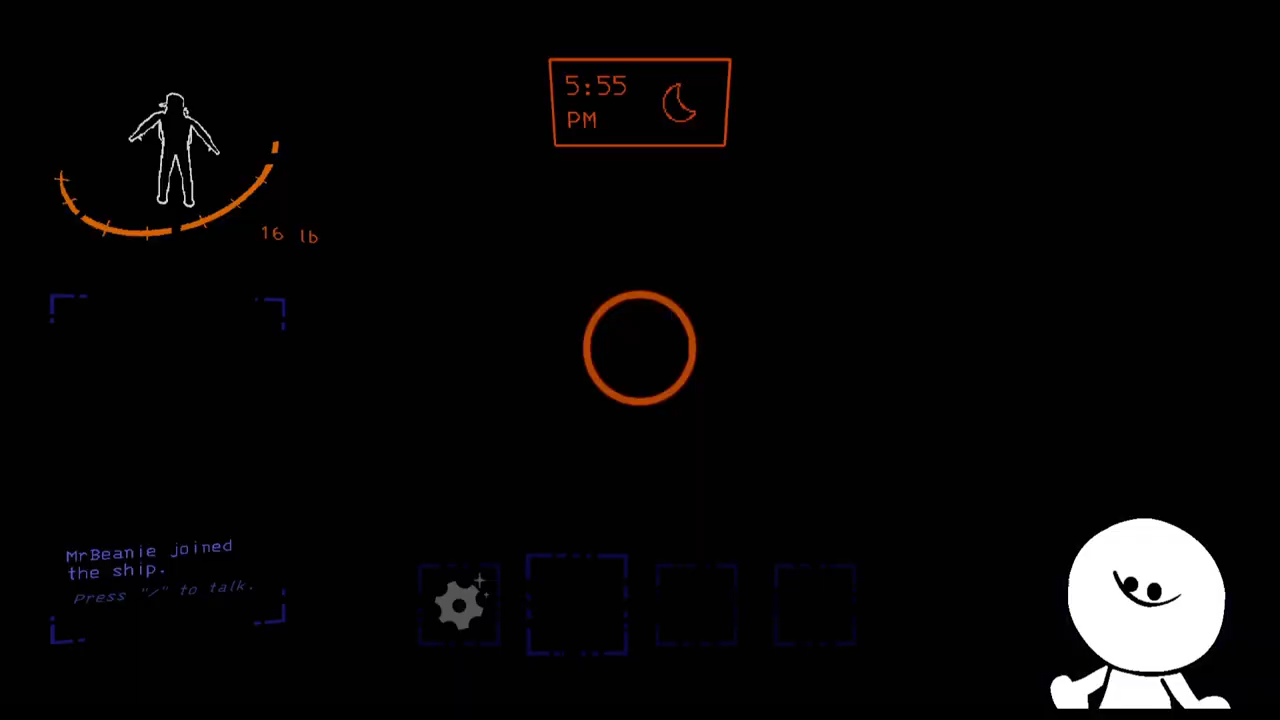 5:55
PM
16 lb
MrBeanie joined
the ship.
Press "/" to talk.